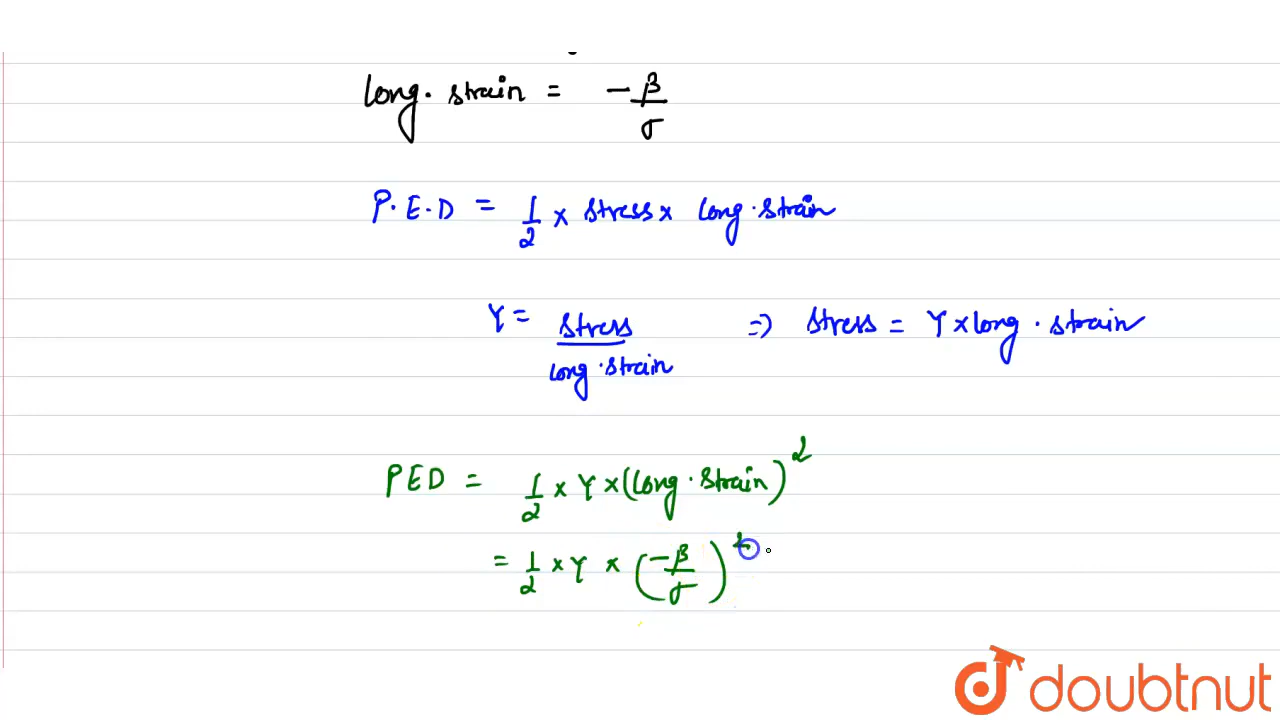 long. strain = -β/σ
P.E.D = 1/2 × stress × long. strain
Y = stress/long. strain => stress = Y × long. strain
PED = 1/2 × Y × (long. strain)²
= 1/2 × Y × (-β/σ)²
doubtnut